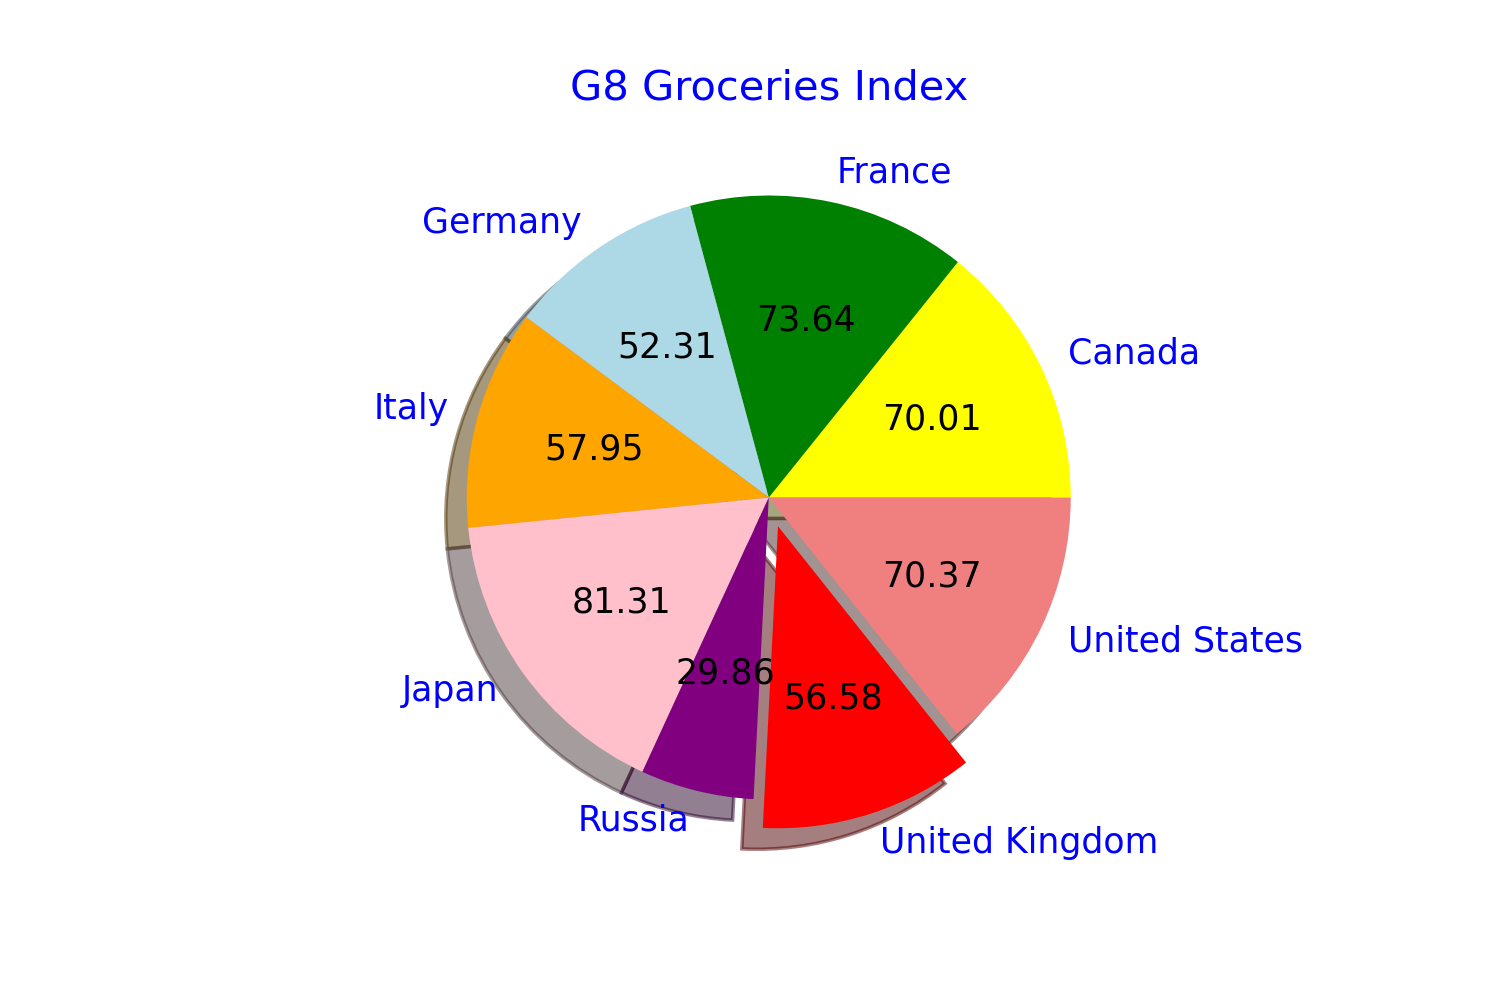 G8 Groceries Index
France
Germany
73.64
52.31
Canada
70.01
Italy
57.95
70.37
81.31
United States
29.86
56.58
Japan
Russia
United Kingdom